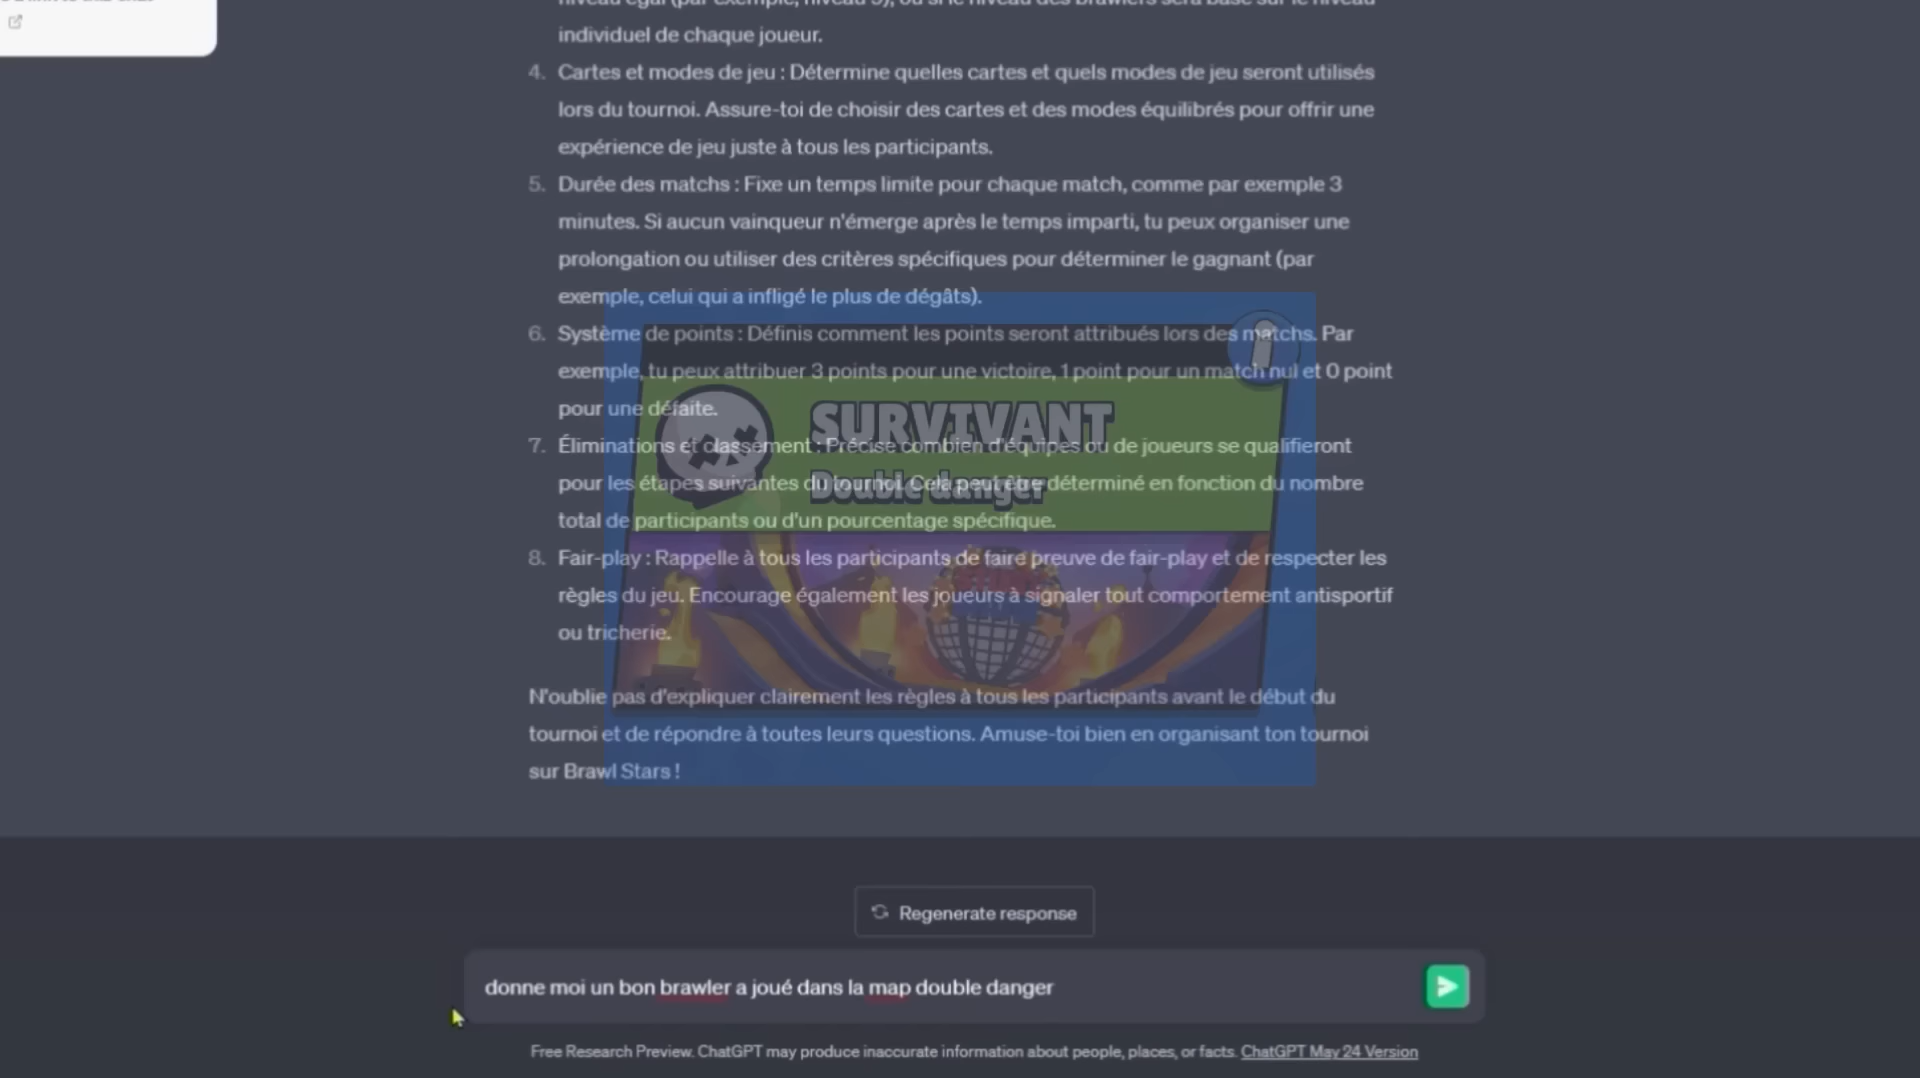 individuel de chaque joueur.
4. Cartes et modes de jeu : Détermine quelles cartes et quels modes de jeu seront utilisés
lors du tournoi. Assure-toi de choisir des cartes et des modes équilibrés pour offrir une
expérience de jeu juste à tous les participants.
5. Durée des matchs : Fixe un temps limite pour chaque match, comme par exemple 3
minutes. Si aucun vainqueur n'émerge après le temps imparti, tu peux organiser une
prolongation ou utiliser des critères spécifiques pour déterminer le gagnant (par
exemple, celui qui a infligé le plus de dégâts).
6. Système de points : Définis comment les points seront attribués lors des matchs. Par
exemple, tu peux attribuer 3 points pour une victoire, 1 point pour un match nul et 0 point
pour une défaite.
SURVIVANT
7. Éliminations et classement : Précise combien d'équipes ou de joueurs se qualifieront
Double danger
pour les étapes suivantes du tournoi. Cela peut être déterminé en fonction du nombre
total de participants ou d'un pourcentage spécifique.
8. Fair-play : Rappelle à tous les participants de faire preuve de fair-play et de respecter les
règles du jeu. Encourage également les joueurs à signaler tout comportement antisportif
ou tricherie.
N'oublie pas d'expliquer clairement les règles à tous les participants avant le début du
tournoi et de répondre à toutes leurs questions. Amuse-toi bien en organisant ton tournoi
sur Brawl Stars !
Regenerate response
donne moi un bon brawler a joué dans la map double danger
Free Research Preview. ChatGPT may produce inaccurate information about people, places, or facts. ChatGPT May 24 Version